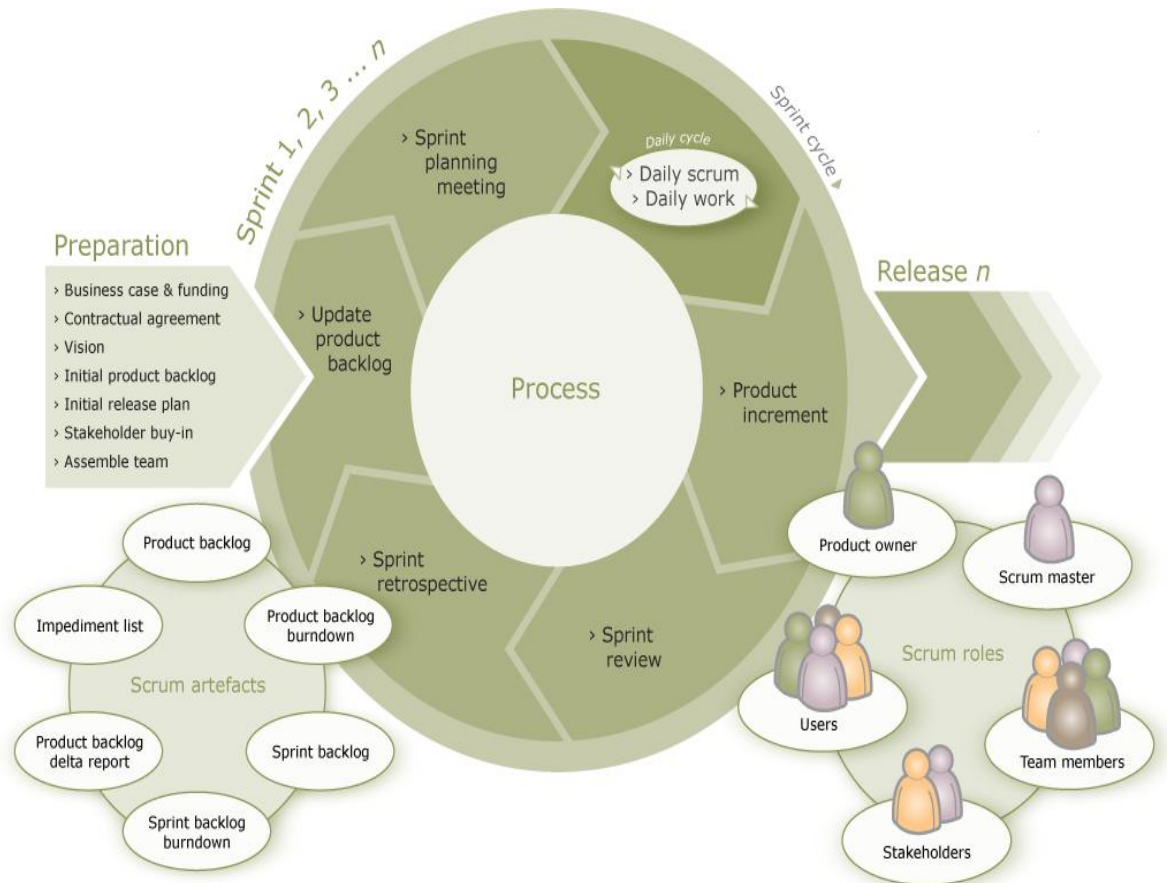 Sprint 1, 2, 3 ... n
Sprint cycle
Preparation
› Business case & funding
› Contractual agreement
› Vision
› Initial product backlog
› Initial release plan
› Stakeholder buy-in
› Assemble team
› Update
product
backlog
› Sprint
planning
meeting
Daily cycle
› Daily scrum
› Daily work
› Product
increment
› Sprint
review
› Sprint
retrospective
Process
Release n
Scrum artefacts
Product backlog
Product backlog
burndown
Sprint backlog
Sprint backlog
burndown
Product backlog
delta report
Impediment list
Scrum roles
Product owner
Scrum master
Team members
Stakeholders
Users